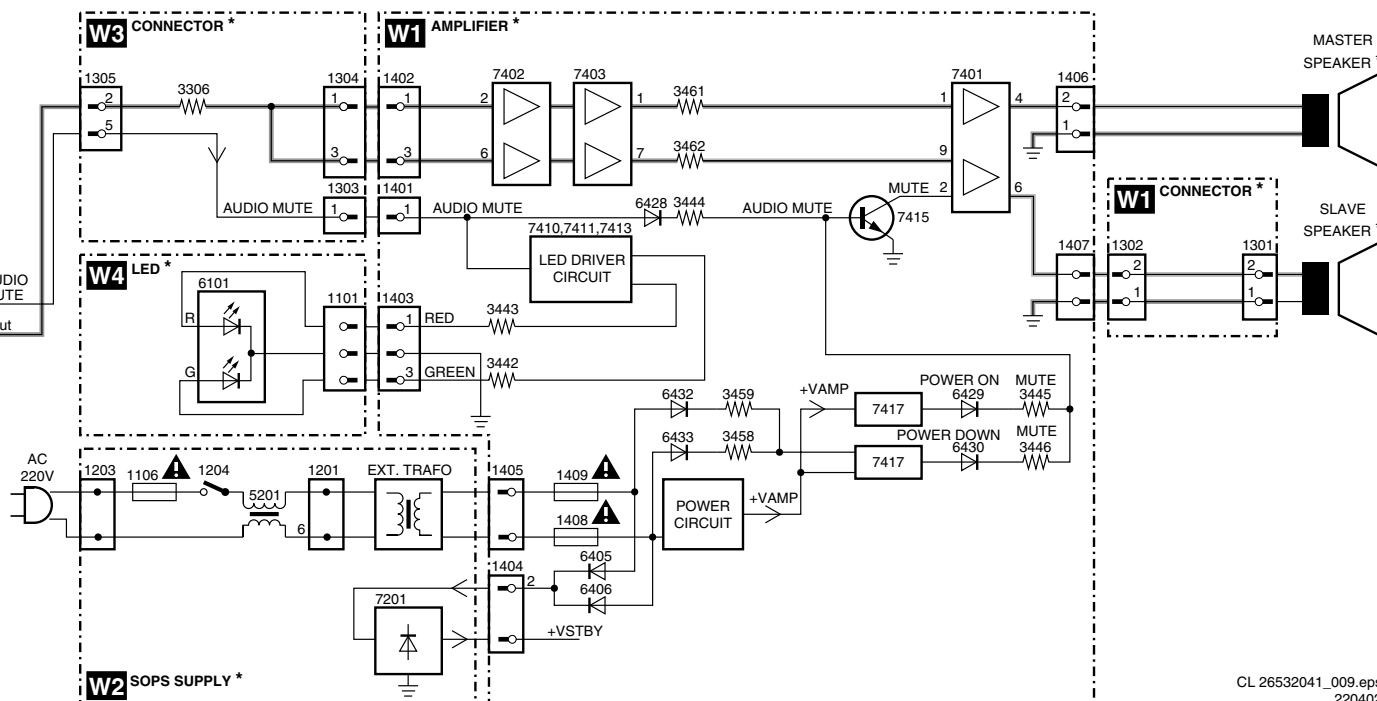 W3 CONNECTOR *
W1 AMPLIFIER *
MASTER
SPEAKER *
1305
3306
1304
1402
7402
7403
3461
7401
1406
2
1
1
2
1
1
4
2
5
3
3
6
7
3462
9
1
6
MUTE 2
7415
1303
1401
AUDIO MUTE
1
1
AUDIO MUTE
6428
3444
AUDIO MUTE
7410,7411,7413
LED DRIVER
CIRCUIT
W1 CONNECTOR *
SLAVE
SPEAKER *
1407
1302
1301
2
2
1
1
W4 LED *
6101
R
G
1101
1403
1
RED
3443
3
GREEN
3442
6432
3459
6433
3458
+VAMP
7417
POWER ON
6429
MUTE
3445
7417
POWER DOWN
6430
MUTE
3446
AC
220V
1203
1106
1204
5201
1201
6
EXT. TRAFO
1405
1409
1408
POWER
CIRCUIT
+VAMP
6405
6406
1404
2
7201
+VSTBY
W2 SOPS SUPPLY *
CL 26532041_009.eps